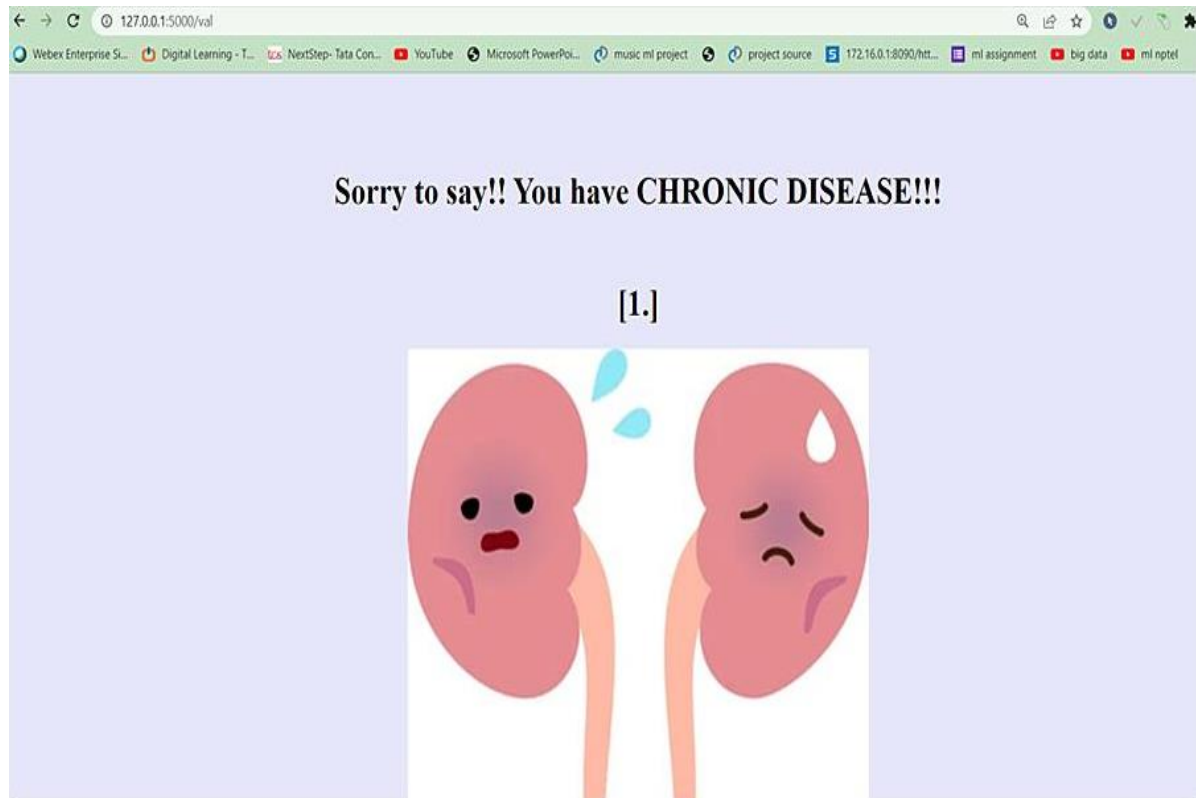 127.0.0.1:5000/val
Webex Enterprise Si... Digital Learning - T... tcs NextStep- Tata Con... YouTube Microsoft PowerPoi... music ml project project source S 172.16.0.1:8090/htt... ml assignment big data ml nptel
Sorry to say!! You have CHRONIC DISEASE!!!
[1.]